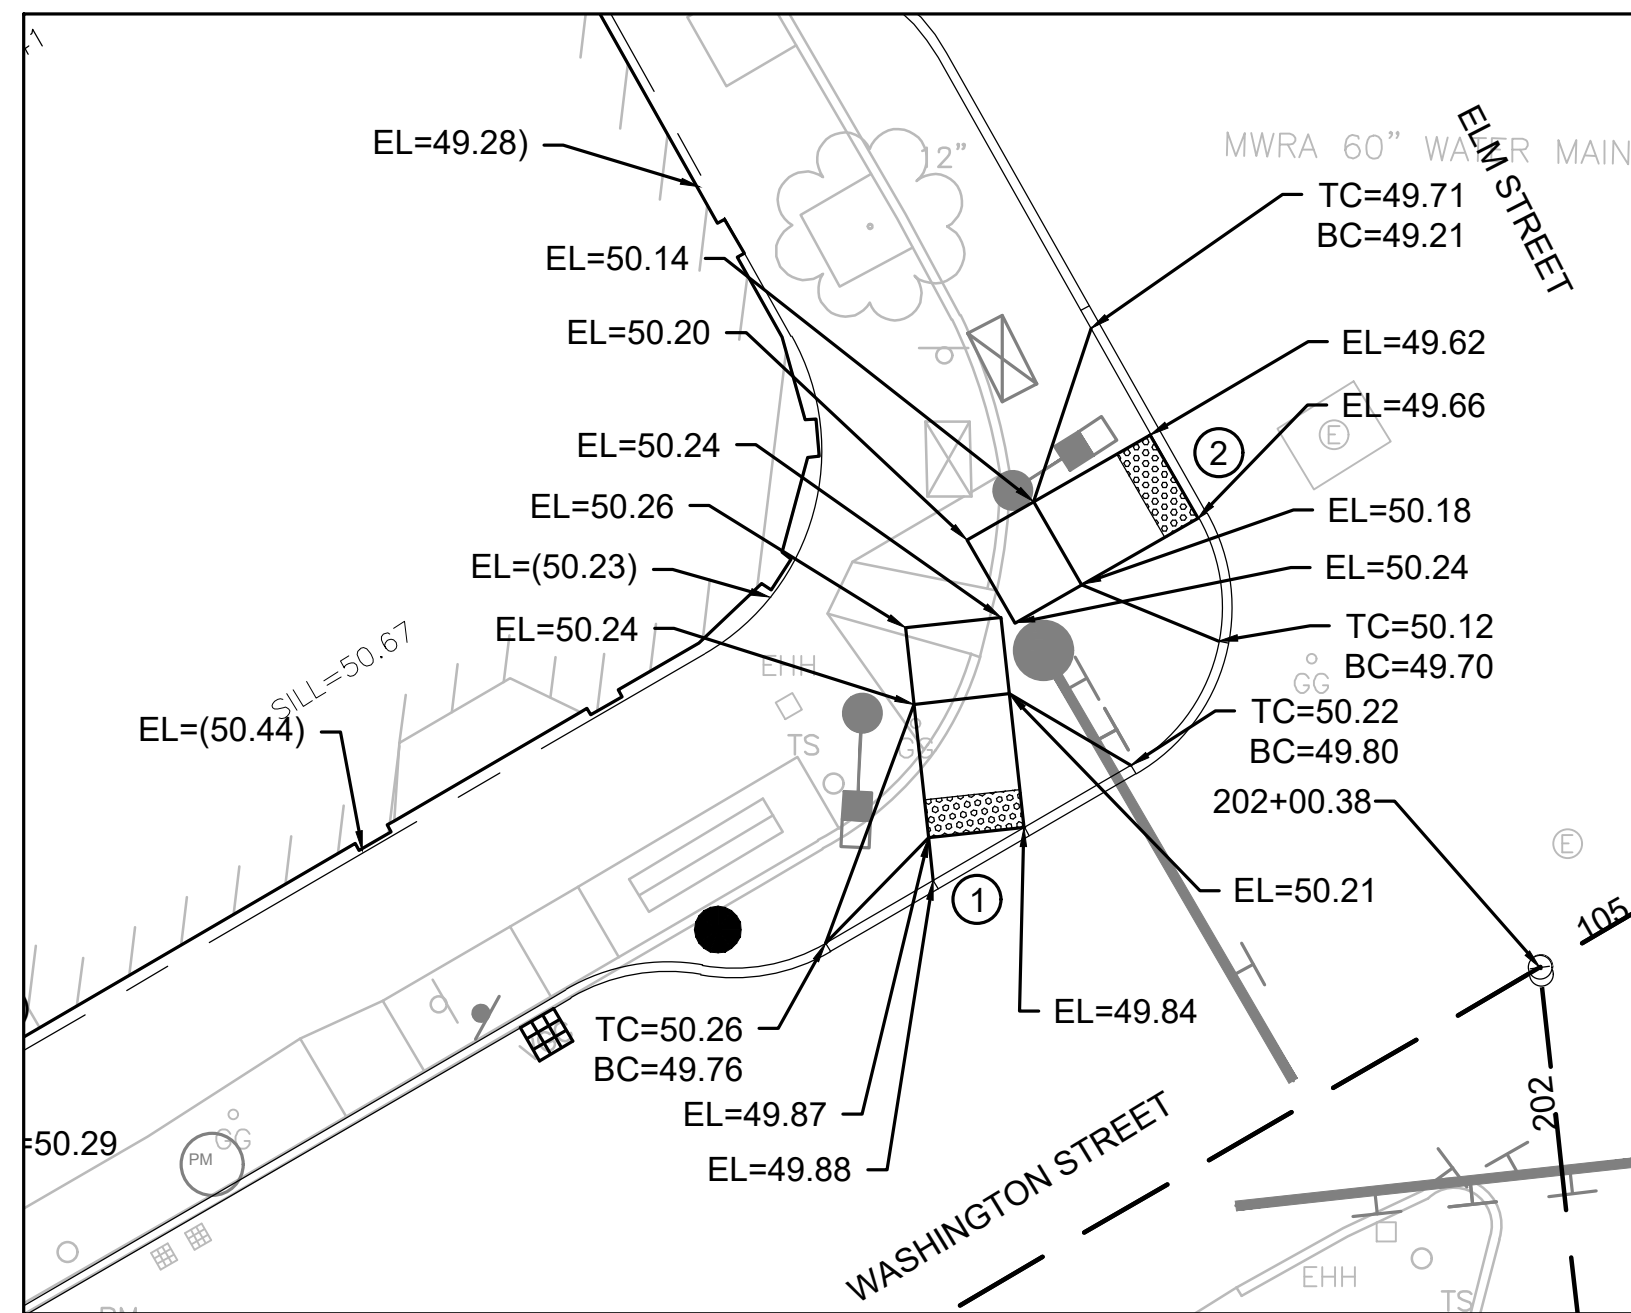 EL=49.28)
12"
MWRA 60" WATER MAIN
ELM STREET
TC=49.71
BC=49.21
EL=50.14
EL=50.20
EL=49.62
EL=49.66
E
2
EL=50.24
EL=50.26
EL=50.18
EL=(50.23)
EL=50.24
EL=50.24
TC=50.12
BC=49.70
SILL=50.67
EHH
GG
EL=(50.44)
TS
GG
TC=50.22
BC=49.80
202+00.38
E
EL=50.21
1
105
EL=49.84
TC=50.26
BC=49.76
EL=49.87
EL=49.88
202
WASHINGTON STREET
=50.29
GG
PM
EHH
TS
PM